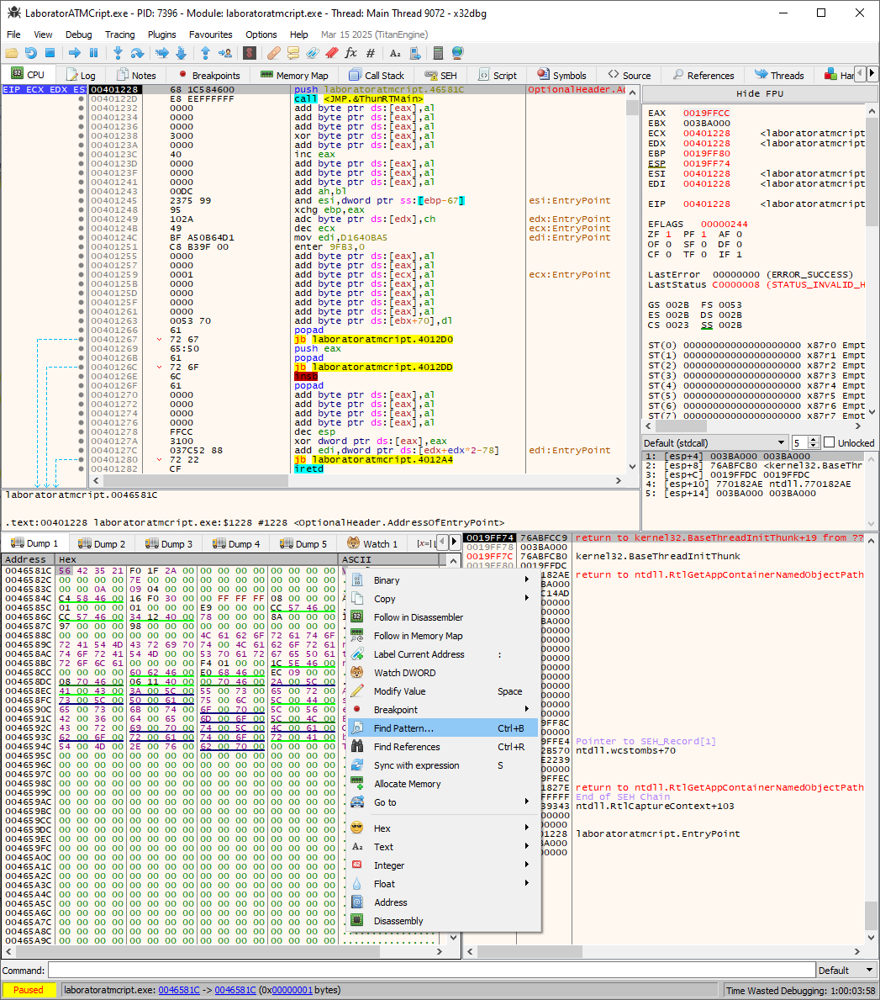 LaboratorATMCript.exe - PID: 7396 - Module: laboratoratmcript.exe - Thread: Main Thread 9072 - x32dbg
File View Debug Tracing Plugins Favourites Options Help Mar 15 2025 (TitanEngine)
CPU Log Notes Breakpoints Memory Map Call Stack SEH Script Symbols Source References Threads Har
EIP ECX EDX ES
00401228 68 1C584600 push laboratoratmcript.46581C OptionalHeader.Ad
0040122D E8 EEFFFFFF call <JMP.&ThunRTMain>
00401232 0000 add byte ptr ds:[eax],al
00401234 0000 add byte ptr ds:[eax],al
00401236 0000 add byte ptr ds:[eax],al
00401238 3000 xor byte ptr ds:[eax],al
0040123A 0000 add byte ptr ds:[eax],al
0040123C 40 inc eax
0040123D 0000 add byte ptr ds:[eax],al
0040123F 0000 add byte ptr ds:[eax],al
00401241 0000 add byte ptr ds:[eax],al
00401243 00DC add ah,bl
00401245 2375 99 and esi,dword ptr ss:[ebp-67] esi:EntryPoint
00401248 95 xchg ebp,eax
00401249 102A adc byte ptr ds:[edx],ch edx:EntryPoint
0040124B 49 dec ecx ecx:EntryPoint
0040124C BF A50B64D1 mov edi,D1640BA5 edi:EntryPoint
00401251 C8 B39F 00 enter 9FB3,0
00401255 0000 add byte ptr ds:[eax],al
00401257 0000 add byte ptr ds:[eax],al
00401259 0001 add byte ptr ds:[ecx],al ecx:EntryPoint
0040125B 0000 add byte ptr ds:[eax],al
0040125D 0000 add byte ptr ds:[eax],al
0040125F 0000 add byte ptr ds:[eax],al
00401261 0000 add byte ptr ds:[eax],al
00401263 0053 70 add byte ptr ds:[ebx+70],dl
00401266 61 popad
00401267 72 67 jb laboratoratmcript.4012D0
00401269 65:50 push eax
0040126B 61 popad
0040126C 72 6F jb laboratoratmcript.4012DD
0040126E 6C insb
0040126F 61 popad
00401270 0000 add byte ptr ds:[eax],al
00401272 0000 add byte ptr ds:[eax],al
00401274 0000 add byte ptr ds:[eax],al
00401276 0000 add byte ptr ds:[eax],al
00401278 FFCC dec esp
0040127A 3100 xor dword ptr ds:[eax],eax
0040127C 037C52 88 add edi,dword ptr ds:[edx+edx*2-78] edi:EntryPoint
00401280 72 22 jb laboratoratmcript.4012A4
00401282 CF iretd
Hide FPU
EAX 0019FFCC
EBX 003BA000
ECX 00401228 <laboratoratmcript
EDX 00401228 <laboratoratmcript
EBP 0019FF80
ESP 0019FF74
ESI 00401228 <laboratoratmcript
EDI 00401228 <laboratoratmcript
EIP 00401228 <laboratoratmcript
EFLAGS 00000244
ZF 1 PF 1 AF 0
OF 0 SF 0 DF 0
CF 0 TF 0 IF 1
LastError 00000000 (ERROR_SUCCESS)
LastStatus C0000008 (STATUS_INVALID_H
GS 002B FS 0053
ES 002B DS 002B
CS 0023 SS 002B
ST(0) 00000000000000000000 x87r0 Empt
ST(1) 00000000000000000000 x87r1 Empt
ST(2) 00000000000000000000 x87r2 Empt
ST(3) 00000000000000000000 x87r3 Empt
ST(4) 00000000000000000000 x87r4 Empt
ST(5) 00000000000000000000 x87r5 Empt
ST(6) 00000000000000000000 x87r6 Empt
ST(7) 00000000000000000000 x87r7 Empt
Default (stdcall) 5 Unlocked
1: [esp+4] 003BA000 003BA000
2: [esp+8] 76ABFCB0 <kernel32.BaseThr
3: [esp+C] 0019FFDC 0019FFDC
4: [esp+10] 770182AE ntdll.770182AE
5: [esp+14] 003BA000 003BA000
laboratoratmcript.0046581C
.text:00401228 laboratoratmcript.exe:$1228 #1228 <OptionalHeader.AddressOfEntryPoint>
Dump 1 Dump 2 Dump 3 Dump 4 Dump 5 Watch 1 [x=] L
Address Hex ASCII
0046581C 56 42 35 21 F0 1F 2A 00 00 00 00 00 00 00 00 00
0046582C 00 00 00 00 7E 00 00 00 00 00 00 00 00 00 00 00
0046583C 00 00 0A 00 09 04 00 00 00 00 00 00 00 00 00 00
0046584C C4 58 46 00 16 F0 30 00 00 FF FF FF 08 00 00 00
0046585C 01 00 00 00 01 00 00 00 E9 00 00 00 CC 57 46 00
0046586C CC 57 46 00 34 12 40 00 78 00 00 00 8A 00 00 00
0046587C 97 00 00 00 98 00 00 00 00 00 00 00 00 00 00 00
0046588C 00 00 00 00 00 00 00 00 4C 61 62 6F 72 61 74 6F
0046589C 72 41 54 4D 43 72 69 70 74 00 4C 61 62 6F 72 61
004658AC 74 6F 72 41 54 4D 00 00 53 70 61 72 67 65 50 61
004658BC 72 6F 6C 61 00 00 00 00 F4 01 00 00 1C 5E 46 00
004658CC 00 00 00 00 60 62 46 00 E0 68 46 00 EC 09 00 00
004658DC 08 70 46 00 06 11 40 00 00 70 46 00 2A 00 5C 00
004658EC 41 00 43 00 3A 00 5C 00 55 00 73 00 65 00 72 00
004658FC 73 00 5C 00 50 00 61 00 75 00 6C 00 5C 00 44 00
0046590C 65 00 73 00 6B 00 74 00 6F 00 70 00 5C 00 56 00
0046591C 42 00 36 00 64 00 65 00 6D 00 6F 00 5C 00 4C 00
0046592C 43 00 72 00 69 00 70 00 74 00 5C 00 4C 00 61 00
0046593C 62 00 6F 00 72 00 61 00 74 00 6F 00 72 00 41 00
0046594C 54 00 4D 00 2E 00 76 00 62 00 70 00 00 00 00 00
0046595C 00 00 00 00 00 00 00 00 00 00 00 00 00 00 00 00
0046596C 00 00 00 00 00 00 00 00 00 00 00 00 00 00 00 00
0046597C 00 00 00 00 00 00 00 00 00 00 00 00 00 00 00 00
0046598C 00 00 00 00 00 00 00 00 00 00 00 00 00 00 00 00
0046599C 00 00 00 00 00 00 00 00 00 00 00 00 00 00 00 00
004659AC 00 00 00 00 00 00 00 00 00 00 00 00 00 00 00 00
004659BC 00 00 00 00 00 00 00 00 00 00 00 00 00 00 00 00
004659CC 00 00 00 00 00 00 00 00 00 00 00 00 00 00 00 00
004659DC 00 00 00 00 00 00 00 00 00 00 00 00 00 00 00 00
004659EC 00 00 00 00 00 00 00 00 00 00 00 00 00 00 00 00
004659FC 00 00 00 00 00 00 00 00 00 00 00 00 00 00 00 00
00465A0C 00 00 00 00 00 00 00 00 00 00 00 00 00 00 00 00
00465A1C 00 00 00 00 00 00 00 00 00 00 00 00 00 00 00 00
00465A2C 00 00 00 00 00 00 00 00 00 00 00 00 00 00 00 00
00465A3C 00 00 00 00 00 00 00 00 00 00 00 00 00 00 00 00
00465A4C 00 00 00 00 00 00 00 00 00 00 00 00 00 00 00 00
00465A5C 00 00 00 00 00 00 00 00 00 00 00 00 00 00 00 00
00465A6C 00 00 00 00 00 00 00 00 00 00 00 00 00 00 00 00
00465A7C 00 00 00 00 00 00 00 00 00 00 00 00 00 00 00 00
00465A8C 00 00 00 00 00 00 00 00 00 00 00 00 00 00 00 00
00465A9C 00 00 00 00 00 00 00 00 00 00 00 00 00 00 00 00
Binary
Copy
Follow in Disassembler
Follow in Memory Map
Label Current Address :
Watch DWORD
Modify Value Space
Breakpoint
Find Pattern... Ctrl+B
Find References Ctrl+R
Sync with expression S
Allocate Memory
Go to
Hex
Text
Integer
Float
Address
Disassembly
0019FF74 76ABFCC9 return to kernel32.BaseThreadInitThunk+19 from ??
0019FF78 003BA000
0019FF7C 76ABFCB0 kernel32.BaseThreadInitThunk
0019FF80 0019FFDC
182AE return to ntdll.RtlGetAppContainerNamedObjectPath
BA000
C14AD
FFE4 Pointer to SEH_Record[1]
2B570 ntdll.wcstombs+70
E2239
00000
FFEC
1827E return to ntdll.RtlGetAppContainerNamedObjectPath
FFFFF End of SEH Chain
39343 ntdll.RtlCaptureContext+103
00000
00000
01228 laboratoratmcript.EntryPoint
BA000
00000
Command: Default
Paused laboratoratmcript.exe: 0046581C -> 0046581C (0x00000001 bytes) Time Wasted Debugging: 1:00:03:58